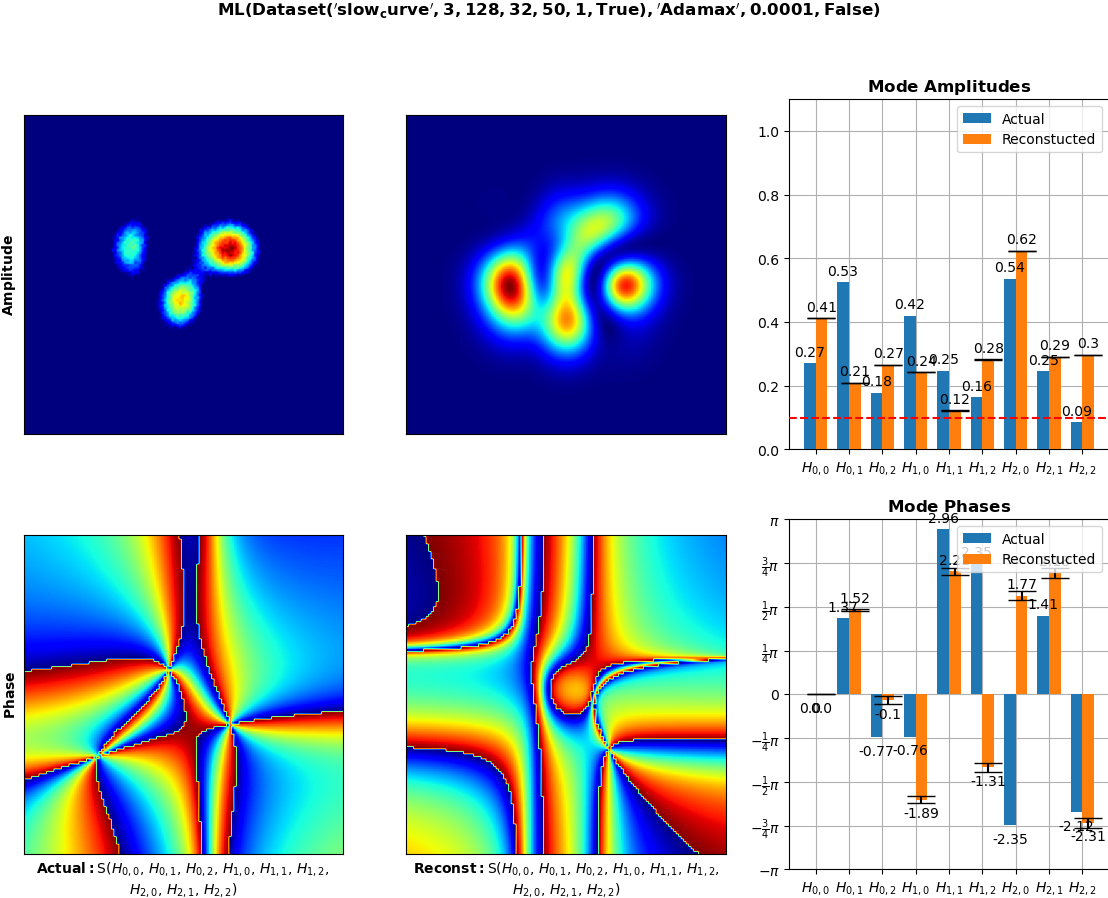 ML(Dataset('slow_curve', 3, 128, 32, 50, 1, True), 'Adamax', 0.0001, False)
Mode Amplitudes
Amplitude
Actual
Reconstucted
1.0
0.8
0.6
0.4
0.2
0.0
0.27 0.41 0.53 0.21 0.18 0.27 0.42 0.24 0.25 0.12 0.16 0.28 0.54 0.62 0.25 0.29 0.09 0.3
H0,0 H0,1 H0,2 H1,0 H1,1 H1,2 H2,0 H2,1 H2,2
Mode Phases
Phase
Actual
Reconstucted
π
3/4π
1/2π
1/4π
0
−1/4π
−1/2π
−3/4π
−π
0.0 0.0 1.37 1.52 -0.77 -0.1 -0.76 -1.89 2.96 2.35 -1.31 -2.35 1.77 1.41 -2.12 -2.31
H0,0 H0,1 H0,2 H1,0 H1,1 H1,2 H2,0 H2,1 H2,2
Actual: S(H0,0, H0,1, H0,2, H1,0, H1,1, H1,2,
H2,0, H2,1, H2,2)
Reconst: S(H0,0, H0,1, H0,2, H1,0, H1,1, H1,2,
H2,0, H2,1, H2,2)